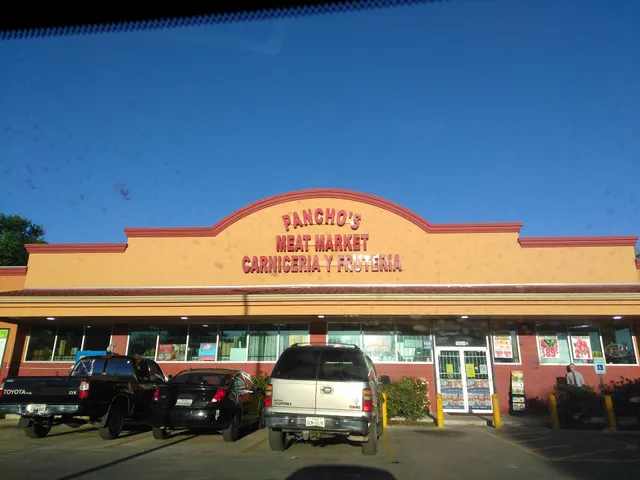 PANCHO'S
MEAT MARKET
CARNICERIA Y FRUTERIA
TOYOTA